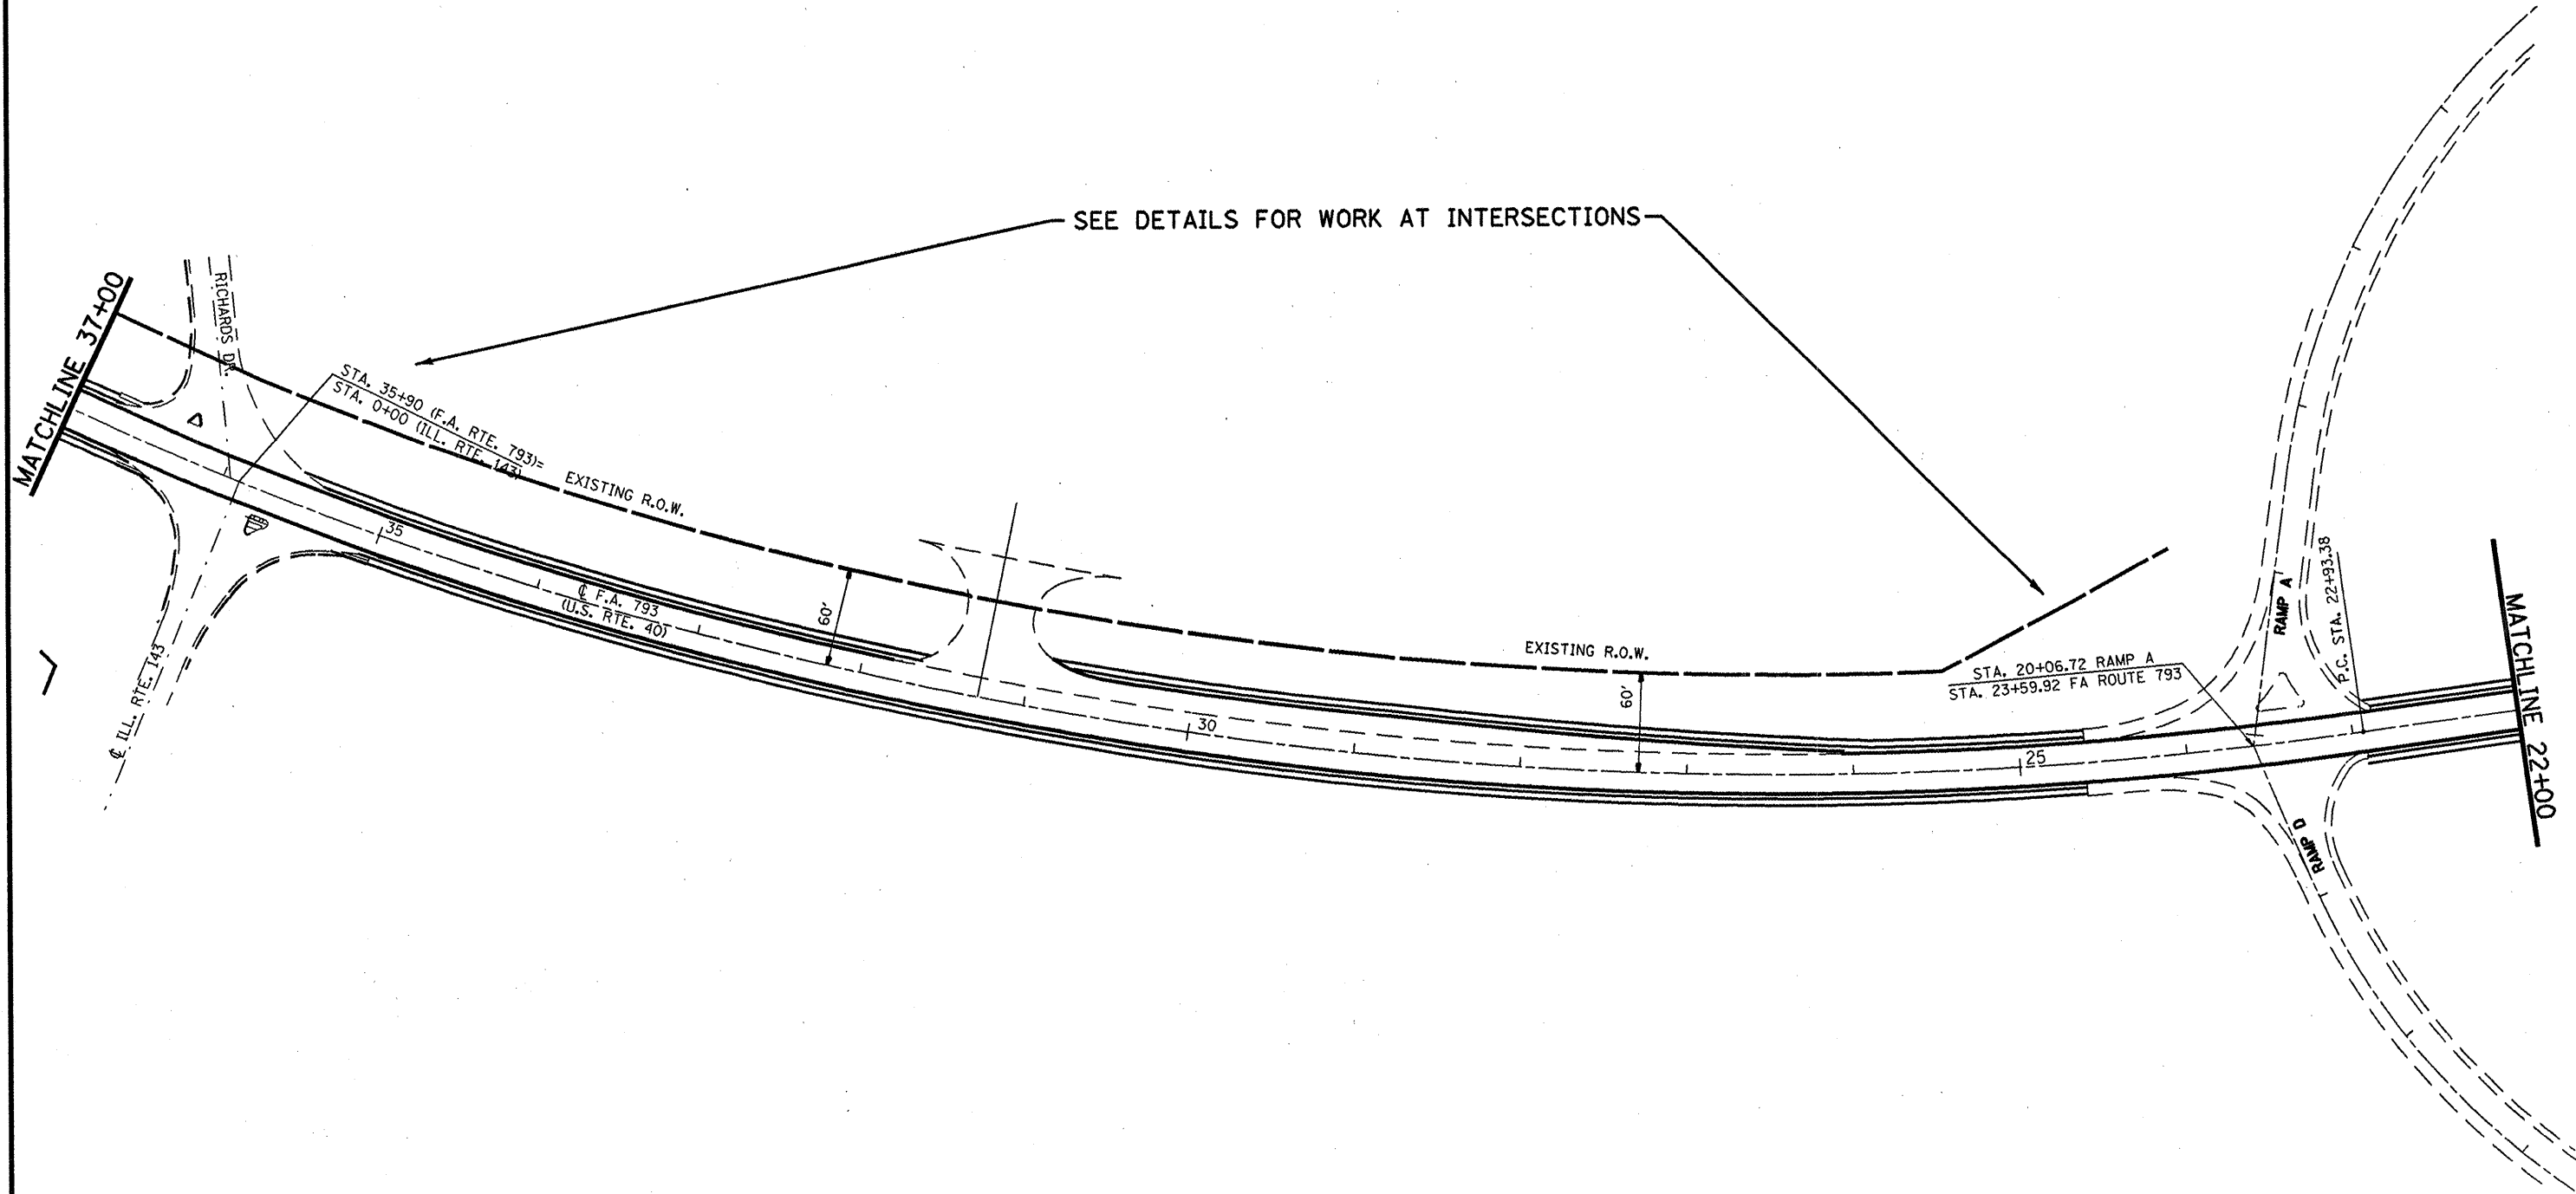 SEE DETAILS FOR WORK AT INTERSECTIONS
MATCHLINE 37+00
RICHARDS DR.
STA. 35+90 (F.A. RTE. 793)=
STA. 0+00 (ILL. RTE. 143)
EXISTING R.O.W.
35
℄ F.A. 793
(U.S. RTE. 40)
60'
℄ ILL. RTE. 143
30
EXISTING R.O.W.
60'
STA. 20+06.72 RAMP A
STA. 23+59.92 FA ROUTE 793
25
RAMP A
P.C. STA. 22+93.38
RAMP D
MATCHLINE 22+00